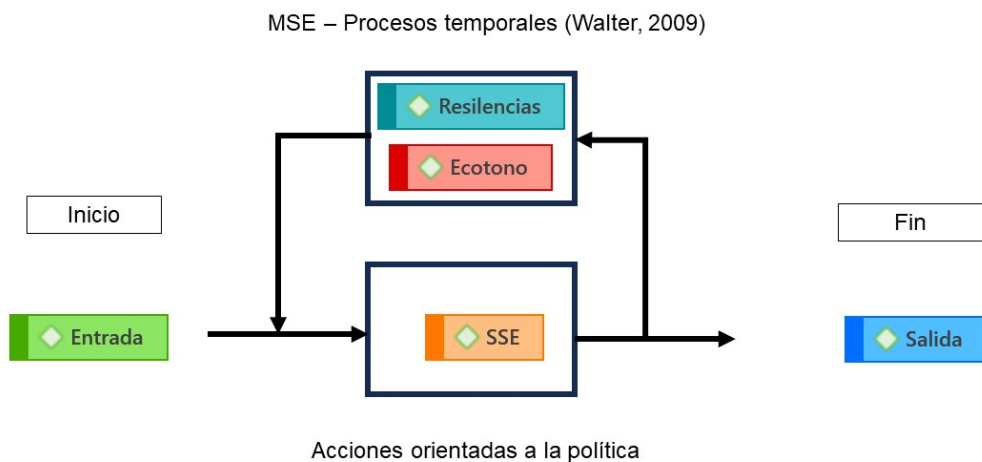 MSE – Procesos temporales (Walter, 2009)
Resilencias
Ecotono
Inicio
Fin
Entrada
SSE
Salida
Acciones orientadas a la política